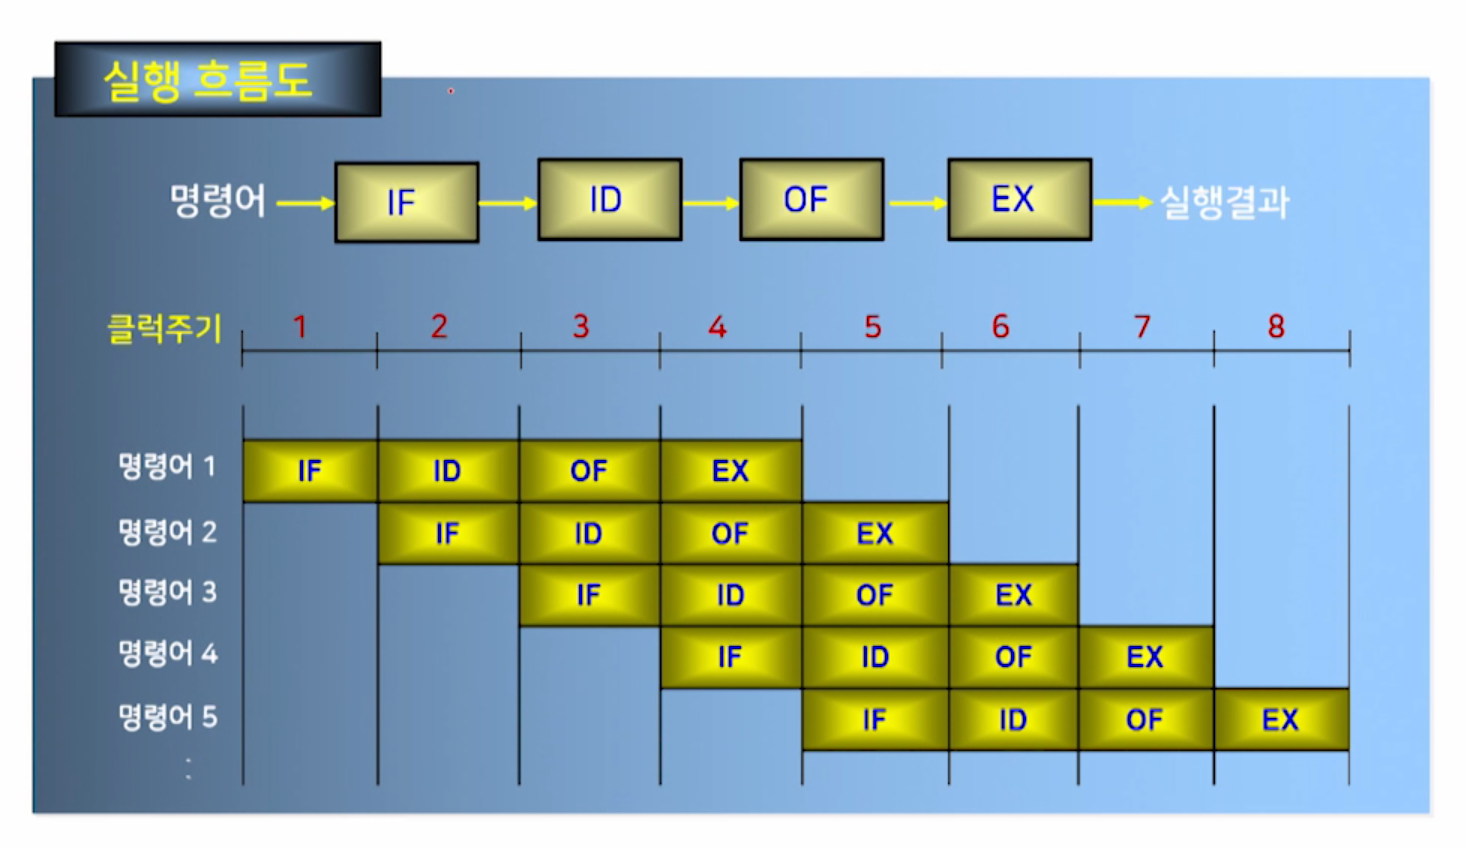 실행 흐름도
명령어 IF ID OF EX 실행결과
클럭주기 1 2 3 4 5 6 7 8
명령어 1 IF ID OF EX
명령어 2 IF ID OF EX
명령어 3 IF ID OF EX
명령어 4 IF ID OF EX
명령어 5 IF ID OF EX
: